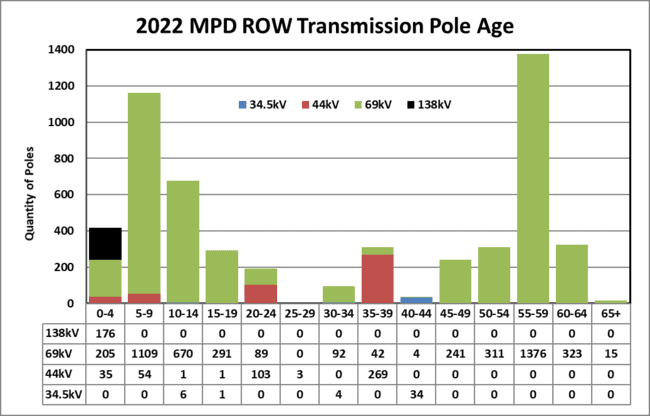 2022 MPD ROW Transmission Pole Age
1400
1200
1000
800
600
400
200
0
Quantity of Poles
34.5kV 44kV 69kV 138kV
0-4 5-9 10-14 15-19 20-24 25-29 30-34 35-39 40-44 45-49 50-54 55-59 60-64 65+
138kV 176 0 0 0 0 0 0 0 0 0 0 0 0 0
69kV 205 1109 670 291 89 0 92 42 4 241 311 1376 323 15
44kV 35 54 1 1 103 3 0 269 0 0 0 0 0 0
34.5kV 0 0 6 1 0 0 4 0 34 0 0 0 0 0